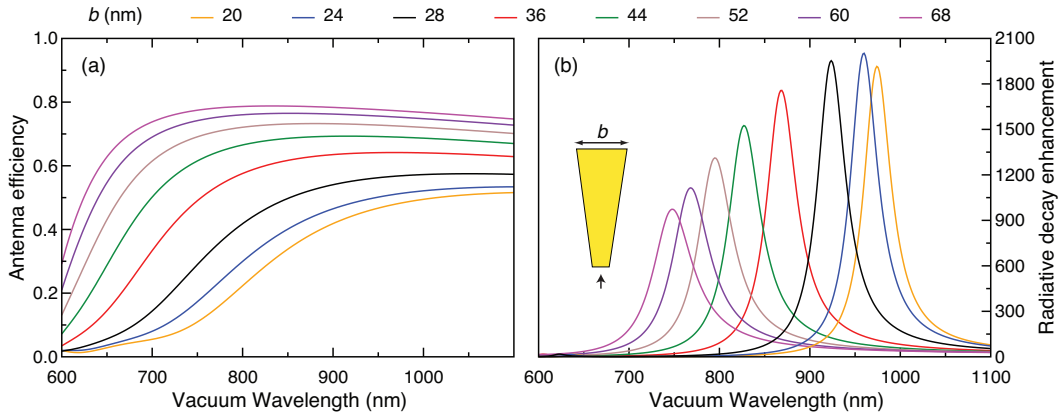 b (nm) 20 24 28 36 44 52 60 68
(a)
Antenna efficiency
1.0
0.8
0.6
0.4
0.2
0.0
600 700 800 900 1000
Vacuum Wavelength (nm)
(b)
b
2100
1800
1500
1200
900
600
300
0
Radiative decay enhancement
600 700 800 900 1000 1100
Vacuum Wavelength (nm)